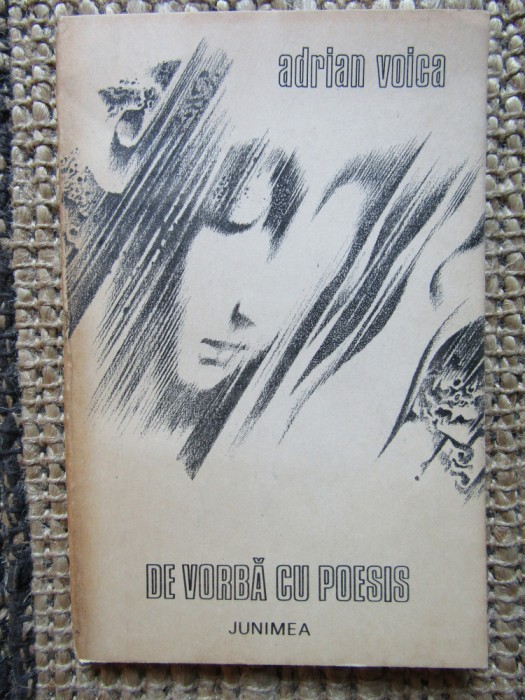 adrian voica
DE VORBĂ CU POESIS
JUNIMEA